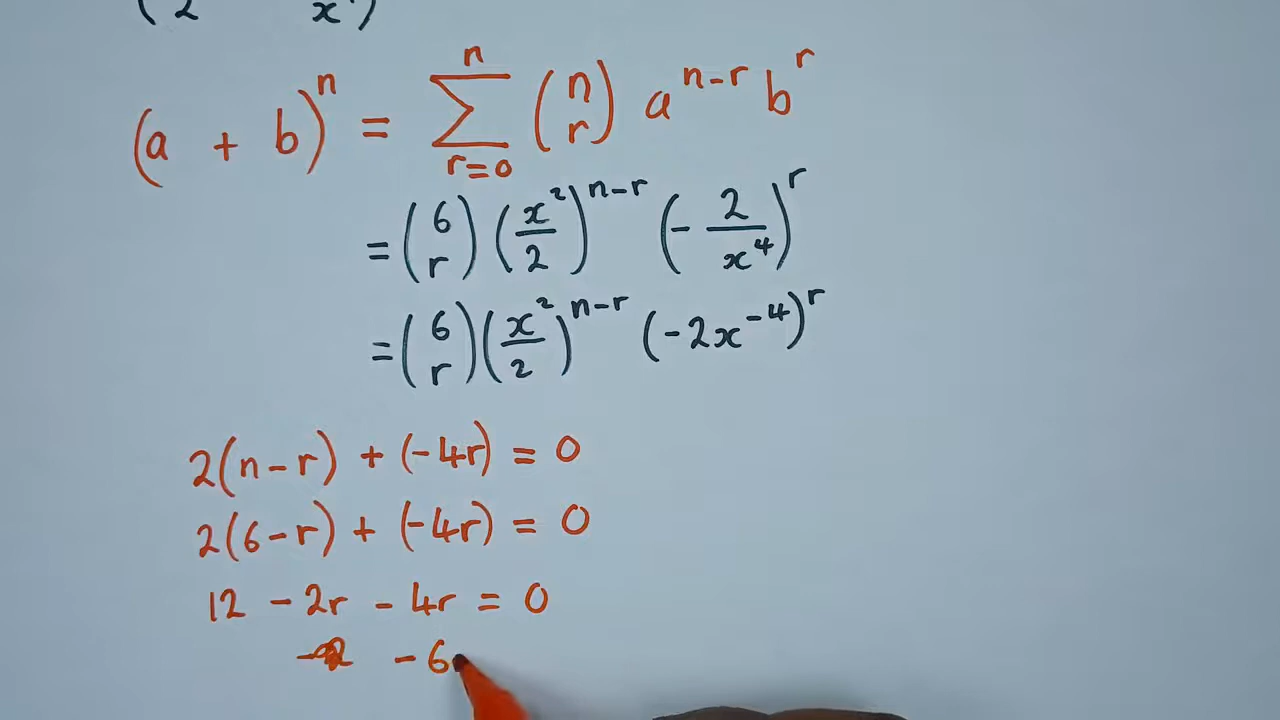 (2 x)
(a + b)^n = ∑_{r=0}^{n} (n r) a^{n-r} b^r
= (6 r) (x²/2)^{n-r} (- 2/x⁴)^r
= (6 r) (x²/2)^{n-r} (-2x^{-4})^r
2(n-r) + (-4r) = 0
2(6-r) + (-4r) = 0
12 - 2r - 4r = 0
- 6